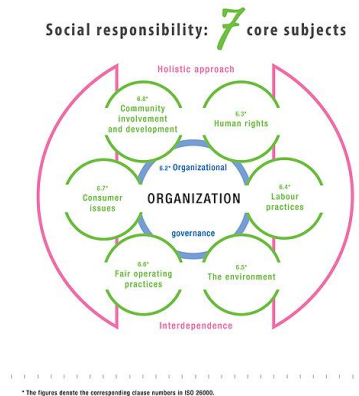 Social responsibility: 7 core subjects
Holistic approach
6.8*
Community
involvement
and development
6.3*
Human rights
6.2* Organizational
6.7*
Consumer
issues
ORGANIZATION
6.4*
Labour
practices
governance
6.6*
Fair operating
practices
6.5*
The environment
Interdependence
* The figures denote the corresponding clause numbers in ISO 26000.